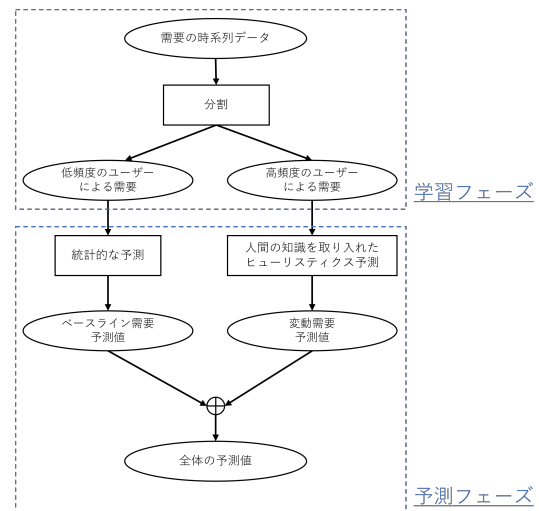 需要の時系列データ
分割
低頻度のユーザー
による需要
高頻度のユーザー
による需要
学習フェーズ
統計的な予測
人間の知識を取り入れた
ヒューリスティクス予測
ベースライン需要
予測値
変動需要
予測値
全体の予測値
予測フェーズ